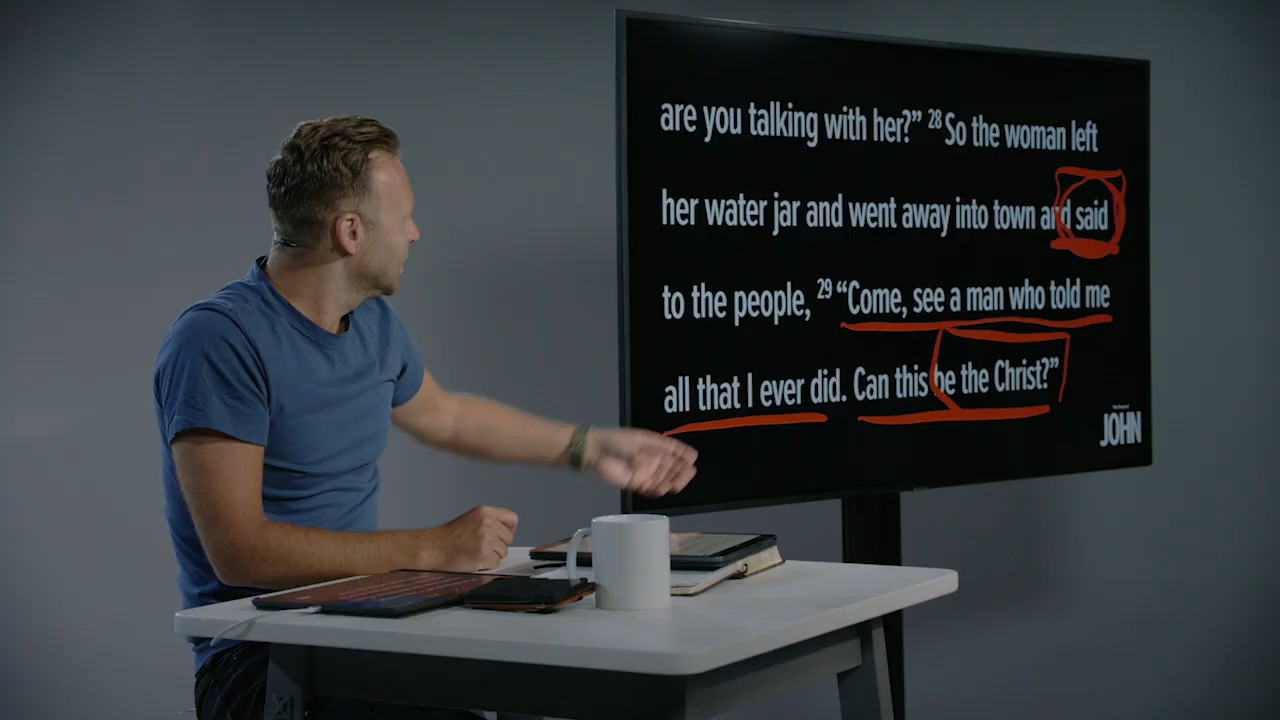 are you talking with her?” 28 So the woman left
her water jar and went away into town and said
to the people, 29 “Come, see a man who told me
all that I ever did. Can this be the Christ?”
JOHN